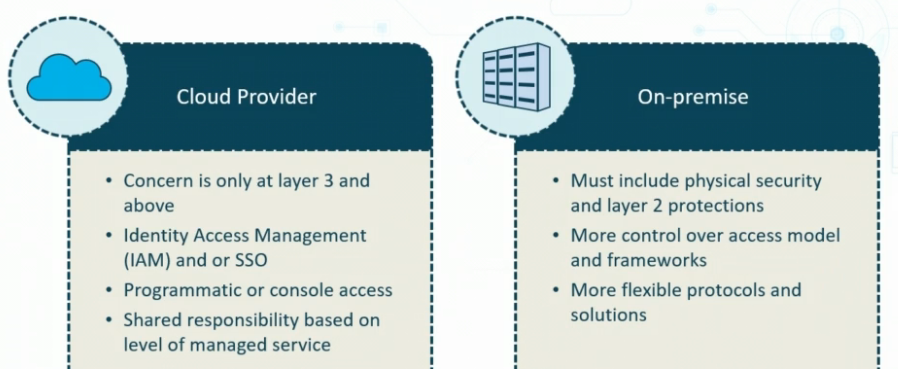 Cloud Provider
• Concern is only at layer 3 and
above
• Identity Access Management
(IAM) and or SSO
• Programmatic or console access
• Shared responsibility based on
level of managed service
On-premise
• Must include physical security
and layer 2 protections
• More control over access model
and frameworks
• More flexible protocols and
solutions